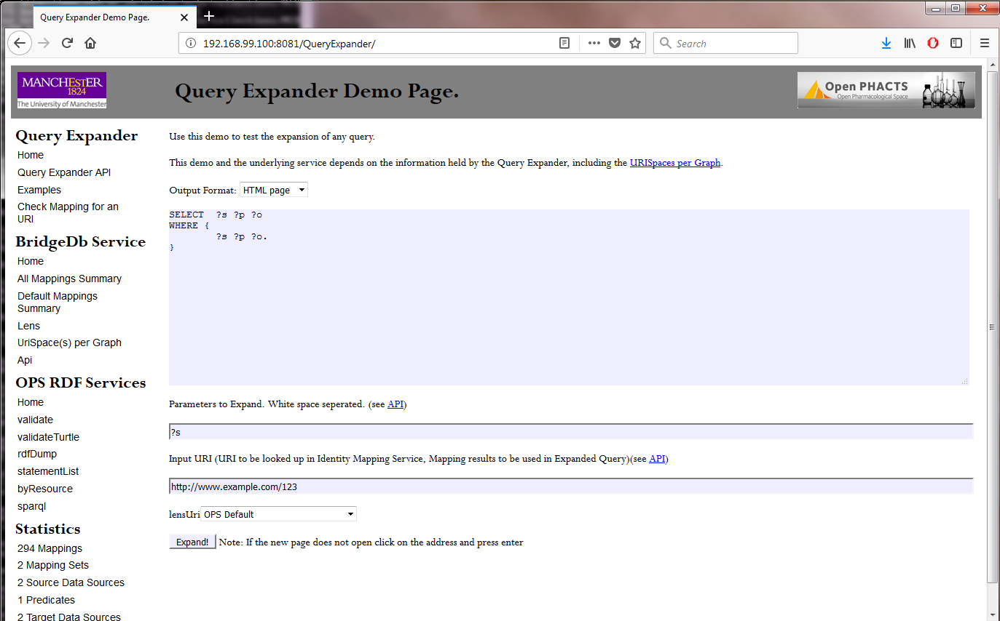 Query Expander Demo Page.
192.168.99.100:8081/QueryExpander/
Search
MANCHESTER
1824
The University of Manchester
Query Expander Demo Page.
Open PHACTS
Open Pharmacological Space
Query Expander
Home
Query Expander API
Examples
Check Mapping for an
URI
BridgeDb Service
Home
All Mappings Summary
Default Mappings
Summary
Lens
UriSpace(s) per Graph
Api
OPS RDF Services
Home
validate
validateTurtle
rdfDump
statementList
byResource
sparql
Statistics
294 Mappings
2 Mapping Sets
2 Source Data Sources
1 Predicates
2 Target Data Sources
Use this demo to test the expansion of any query.
This demo and the underlying service depends on the information held by the Query Expander, including the URISpaces per Graph.
Output Format: HTML page
SELECT ?s ?p ?o
WHERE {
?s ?p ?o.
}
Parameters to Expand. White space seperated. (see API)
?s
Input URI (URI to be looked up in Identity Mapping Service, Mapping results to be used in Expanded Query)(see API)
http://www.example.com/123
lensUri OPS Default
Expand! Note: If the new page does not open click on the address and press enter